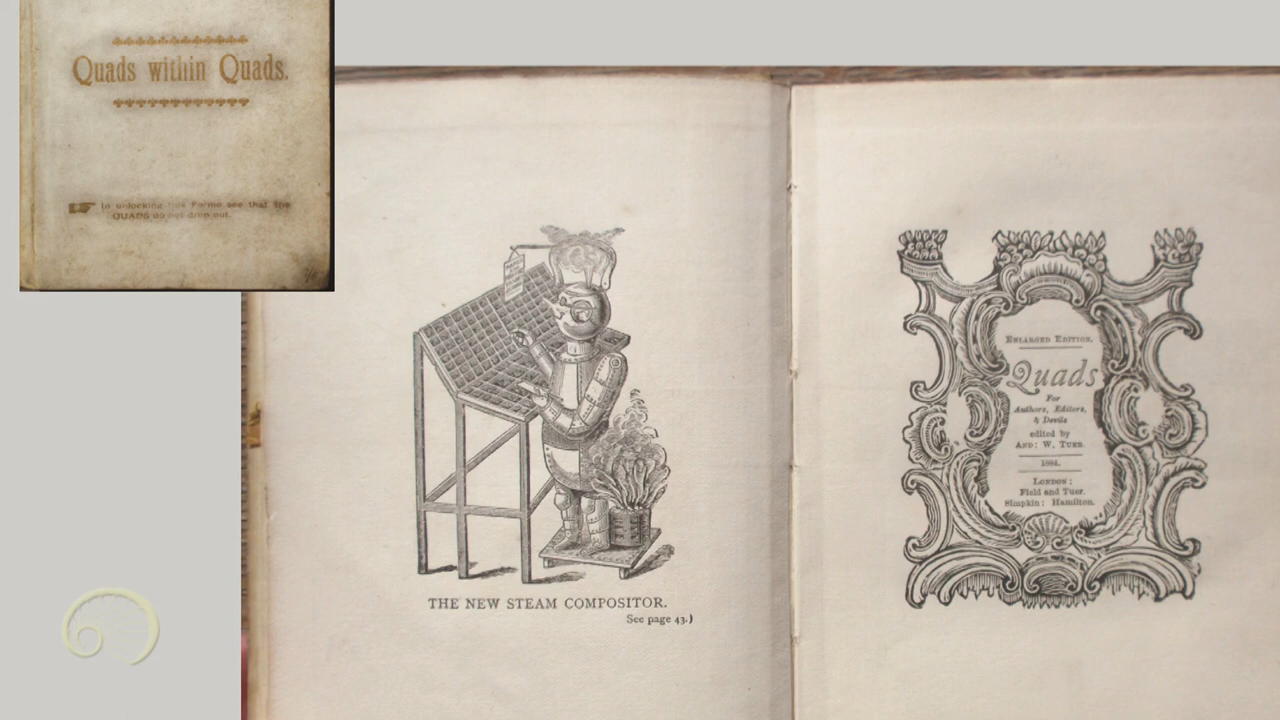 Quads within Quads.
In unlocking this Forme see that the
QUADS do not drop out.
THE NEW STEAM COMPOSITOR.
See page 43.)
ENLARGED EDITION.
Quads
For
Authors, Editors,
& Devils
edited by
AND: W. TUER.
1884.
LONDON:
Field and Tuer.
Simpkin: Hamilton.